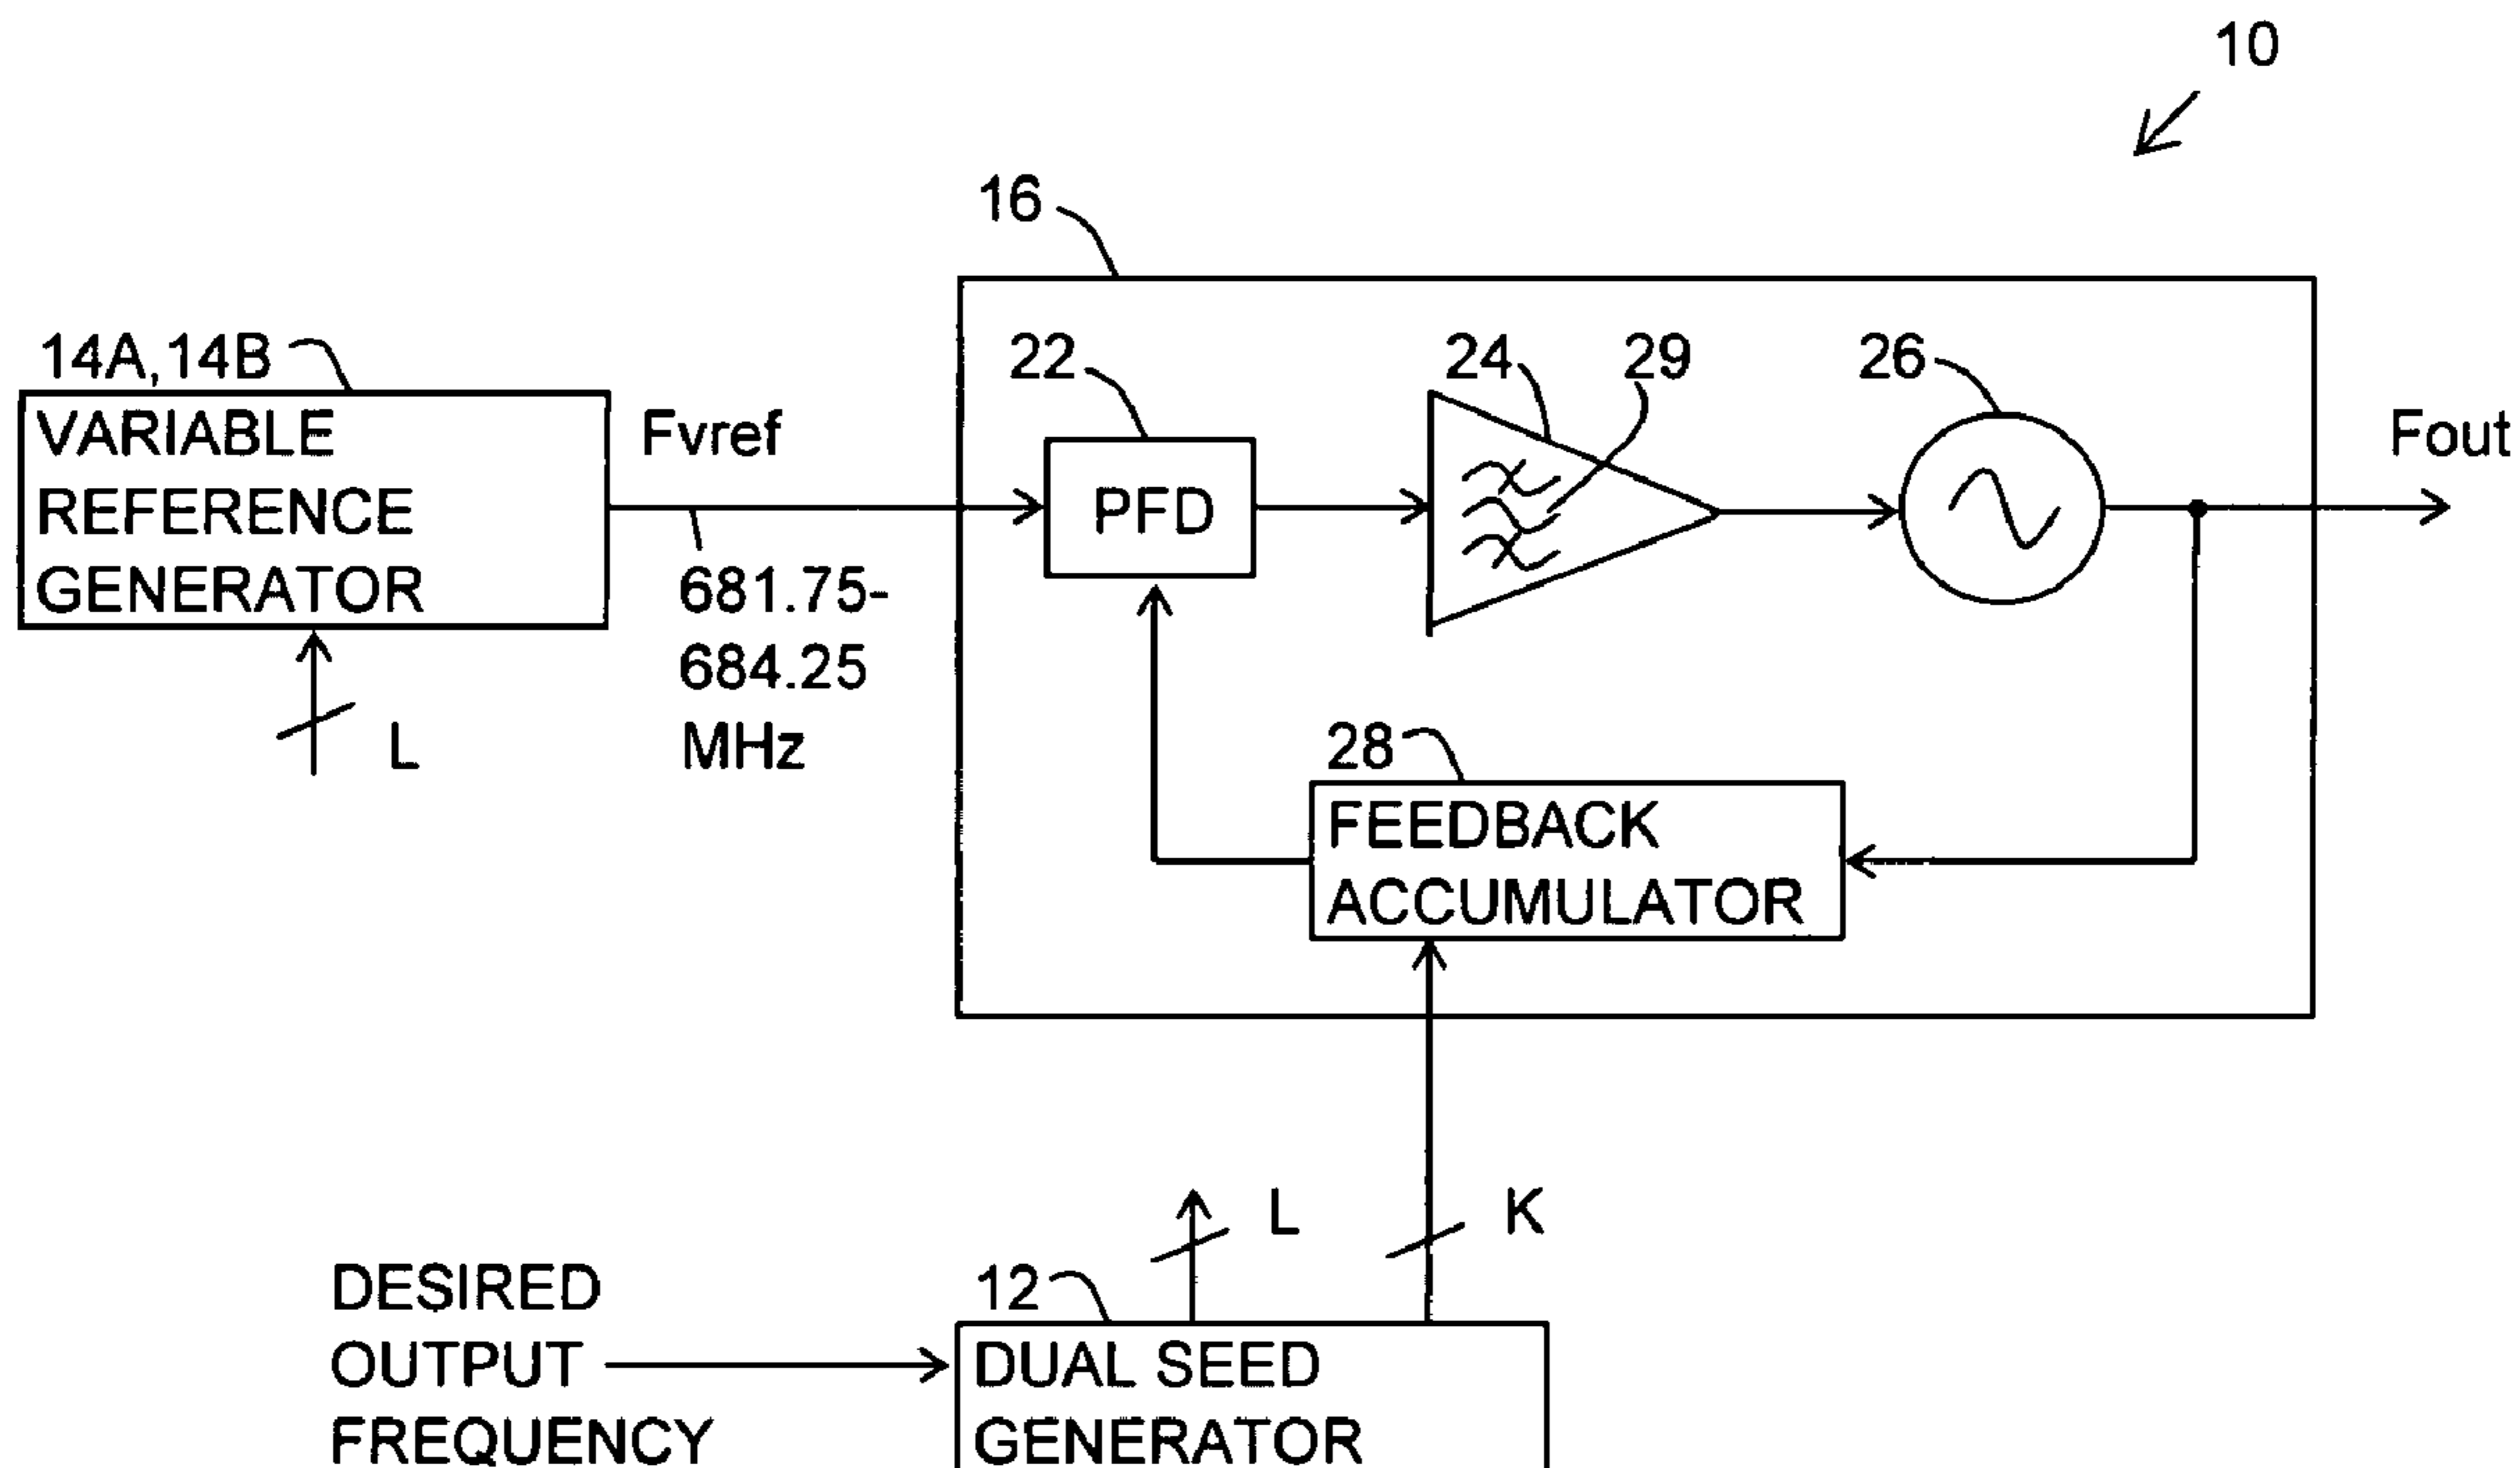 10
16
14A,14B
VARIABLE
REFERENCE
GENERATOR
Fvref
681.75-
684.25
MHz
L
22
PFD
24
29
26
Fout
28
FEEDBACK
ACCUMULATOR
L
K
DESIRED
OUTPUT
FREQUENCY
12
DUAL SEED
GENERATOR